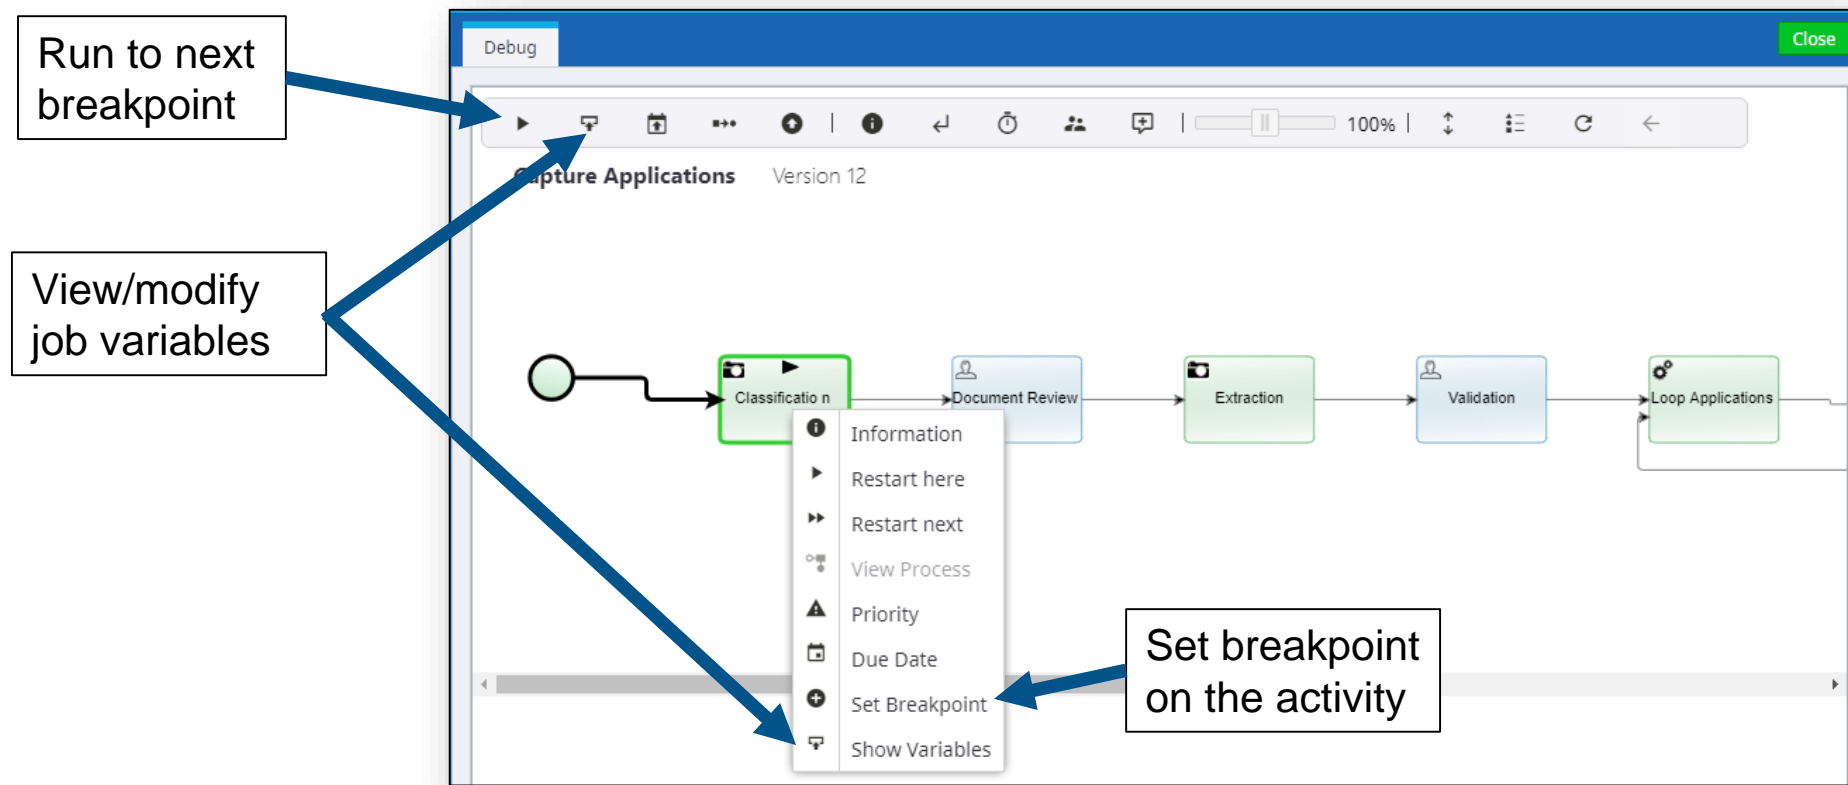 Run to next
breakpoint
View/modify
job variables
Debug
Close
100%
Capture Applications Version 12
Classificatio n
Document Review
Extraction
Validation
Loop Applications
Information
Restart here
Restart next
View Process
Priority
Due Date
Set Breakpoint
Show Variables
Set breakpoint
on the activity